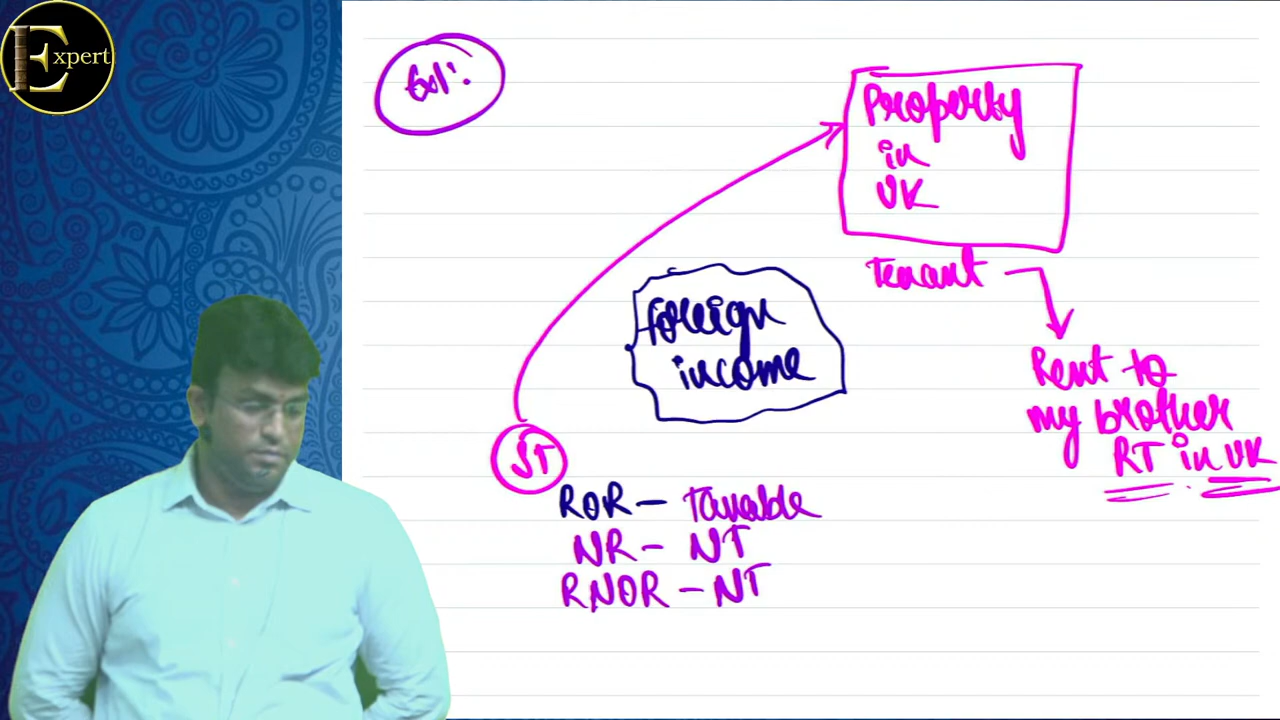 Expert
Property
in
UK
Tenant
foreign
income
Rent to
my brother
RT in UK
ST
ROR – Taxable
NR – NT
RNOR – NT